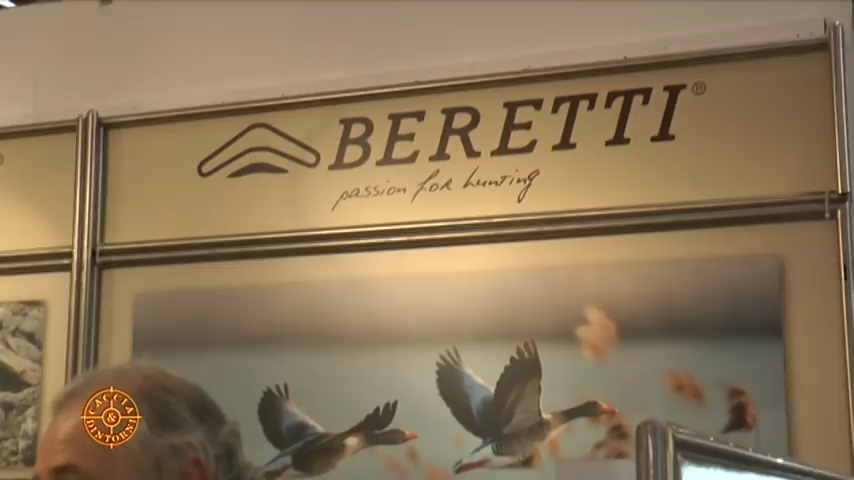 BERETTI®
passion for hunting
CACCIA
&
DINTORNI